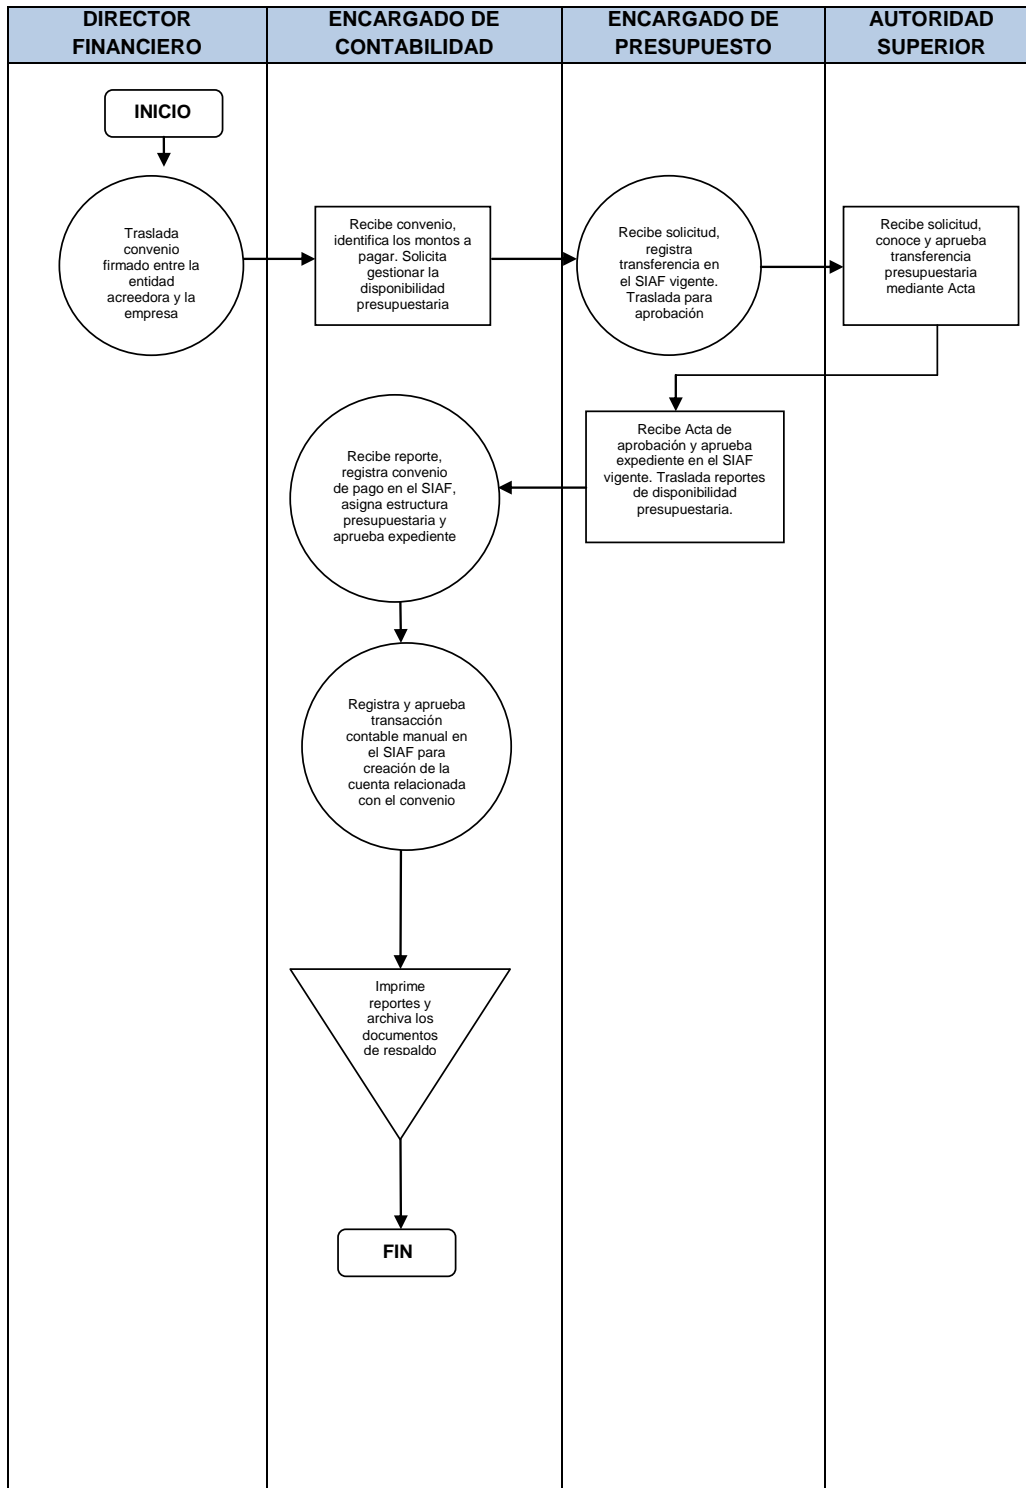 DIRECTOR
FINANCIERO
ENCARGADO DE
CONTABILIDAD
ENCARGADO DE
PRESUPUESTO
AUTORIDAD
SUPERIOR
INICIO
Traslada
convenio
firmado entre la
entidad
acreedora y la
empresa
Recibe convenio,
identifica los montos a
pagar. Solicita
gestionar la
disponibilidad
presupuestaria
Recibe solicitud,
registra
transferencia en
el SIAF vigente.
Traslada para
aprobación
Recibe solicitud,
conoce y aprueba
transferencia
presupuestaria
mediante Acta
Recibe Acta de
aprobación y aprueba
expediente en el SIAF
vigente. Traslada reportes
de disponibilidad
presupuestaria.
Recibe reporte,
registra convenio
de pago en el SIAF,
asigna estructura
presupuestaria y
aprueba expediente
Registra y aprueba
transacción
contable manual en
el SIAF para
creación de la
cuenta relacionada
con el convenio
Imprime
reportes y
archiva los
documentos
de respaldo
FIN